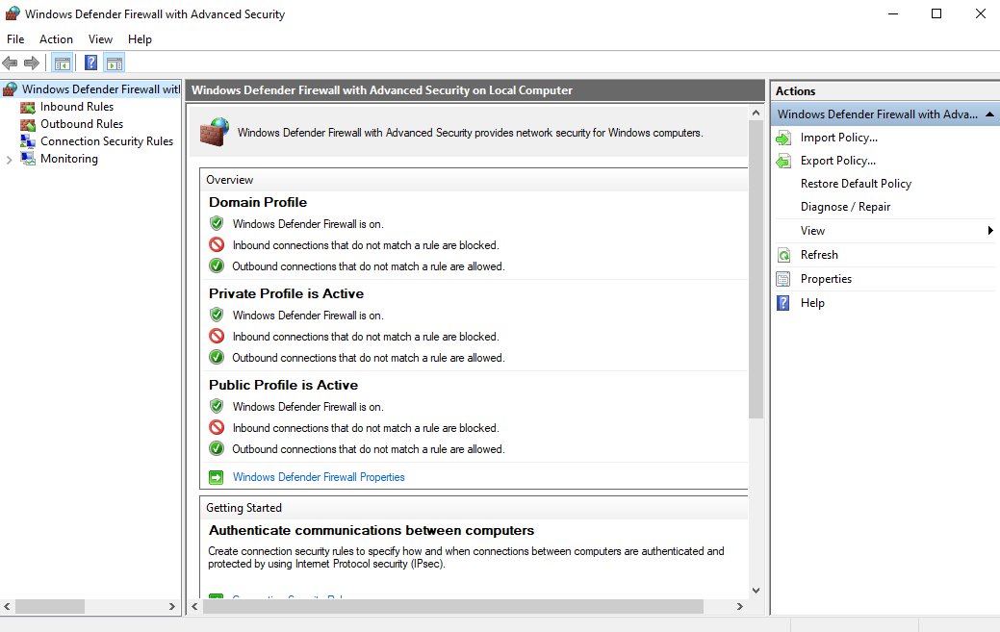 Windows Defender Firewall with Advanced Security
File Action View Help
Windows Defender Firewall wit
Inbound Rules
Outbound Rules
Connection Security Rules
Monitoring
Windows Defender Firewall with Advanced Security on Local Computer
Windows Defender Firewall with Advanced Security provides network security for Windows computers.
Overview
Domain Profile
Windows Defender Firewall is on.
Inbound connections that do not match a rule are blocked.
Outbound connections that do not match a rule are allowed.
Private Profile is Active
Windows Defender Firewall is on.
Inbound connections that do not match a rule are blocked.
Outbound connections that do not match a rule are allowed.
Public Profile is Active
Windows Defender Firewall is on.
Inbound connections that do not match a rule are blocked.
Outbound connections that do not match a rule are allowed.
Windows Defender Firewall Properties
Getting Started
Authenticate communications between computers
Create connection security rules to specify how and when connections between computers are authenticated and
protected by using Internet Protocol security (IPsec).
Actions
Windows Defender Firewall with Adva...
Import Policy...
Export Policy...
Restore Default Policy
Diagnose / Repair
View
Refresh
Properties
Help